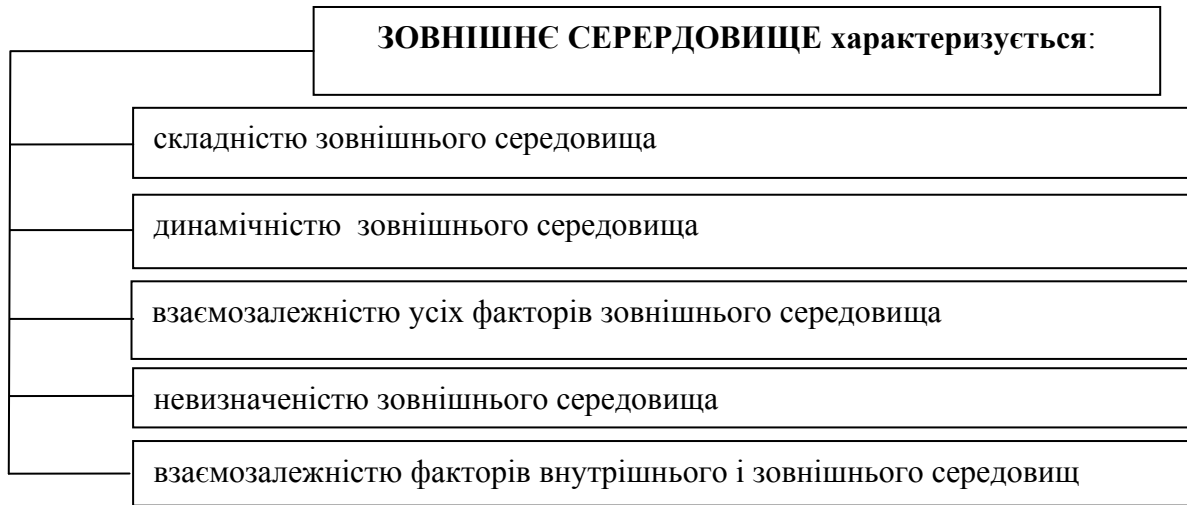 ЗОВНІШНЄ СЕРЕРДОВИЩЕ характеризується:
складністю зовнішнього середовища
динамічністю зовнішнього середовища
взаємозалежністю усіх факторів зовнішнього середовища
невизначеністю зовнішнього середовища
взаємозалежністю факторів внутрішнього і зовнішнього середовищ